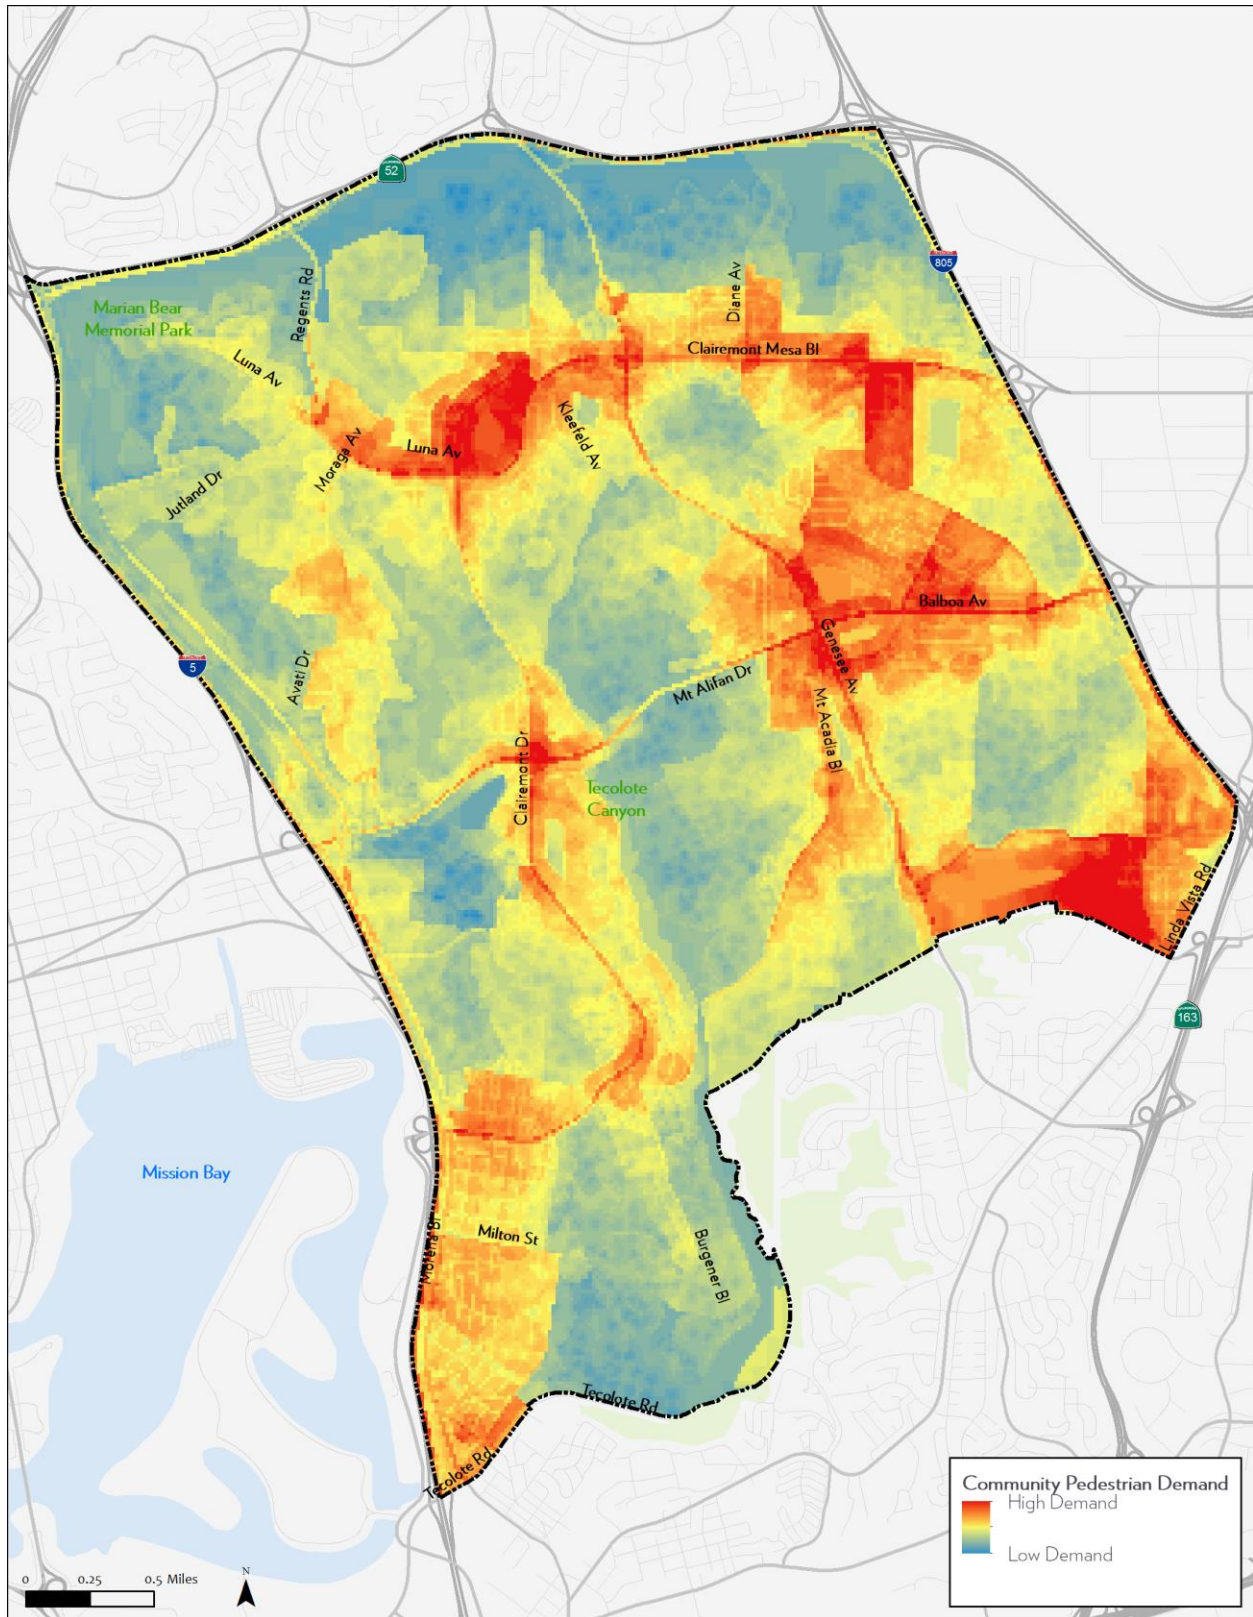 52
805
Marian Bear
Memorial Park
Regents Rd
Diane Av
Clairemont Mesa Bl
Luna Av
Kleefeld Av
Luna Av
Moraga Av
Jutland Dr
Balboa Av
Genesee Av
5
Avati Dr
Mt Alifan Dr
Mt Acadia Bl
Clairemont Dr
Tecolote
Canyon
Linda Vista Rd
163
Mission Bay
Milton St
Morena Bl
Burgener Bl
Tecolote Rd
Tecolote Rd
Community Pedestrian Demand
High Demand
Low Demand
0 0.25 0.5 Miles
N